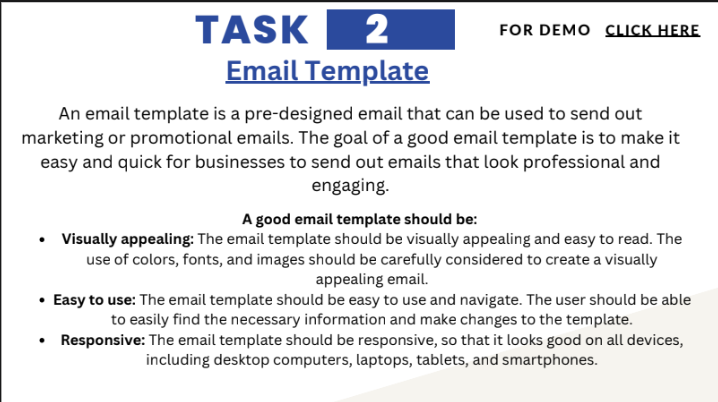 TASK 2
FOR DEMO CLICK HERE
Email Template
An email template is a pre-designed email that can be used to send out
marketing or promotional emails. The goal of a good email template is to make it
easy and quick for businesses to send out emails that look professional and
engaging.
A good email template should be:
• Visually appealing: The email template should be visually appealing and easy to read. The
use of colors, fonts, and images should be carefully considered to create a visually
appealing email.
• Easy to use: The email template should be easy to use and navigate. The user should be able
to easily find the necessary information and make changes to the template.
• Responsive: The email template should be responsive, so that it looks good on all devices,
including desktop computers, laptops, tablets, and smartphones.